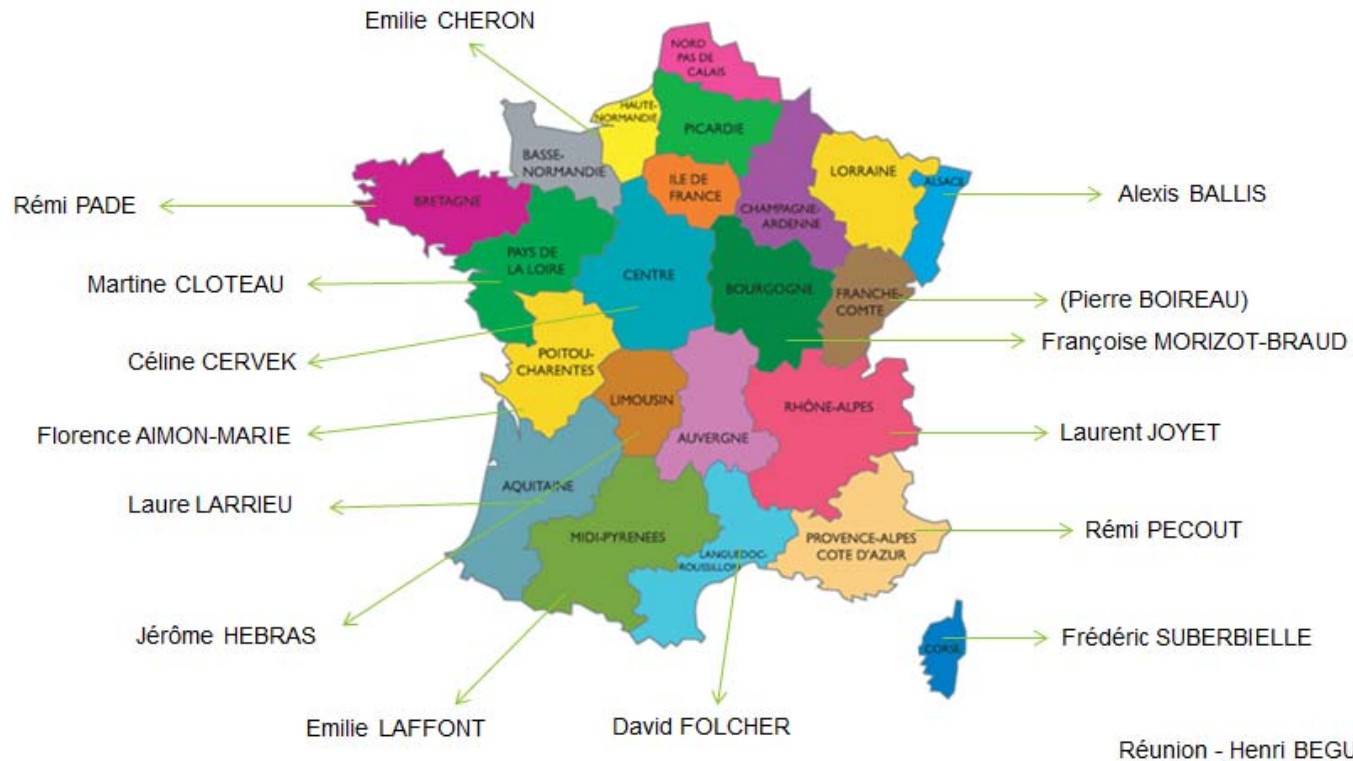 Emilie CHERON
NORD
PAS DE
CALAIS
HAUTE-
NORMANDIE
PICARDIE
BASSE-
NORMANDIE
ILE DE
FRANCE
LORRAINE
ALSACE
Rémi PADE
BRETAGNE
CHAMPAGNE-
ARDENNE
Alexis BALLIS
PAYS DE
LA LOIRE
CENTRE
BOURGOGNE
FRANCHE-
COMTE
Martine CLOTEAU
(Pierre BOIREAU)
Françoise MORIZOT-BRAUD
Céline CERVEK
POITOU-
CHARENTES
LIMOUSIN
RHÔNE-ALPES
Florence AIMON-MARIE
AUVERGNE
Laurent JOYET
Laure LARRIEU
AQUITAINE
MIDI-PYRENÉES
LANGUEDOC-
ROUSSILLON
PROVENCE-ALPES
COTE D'AZUR
Rémi PECOUT
Jérôme HEBRAS
CORSE
Frédéric SUBERBIELLE
Emilie LAFFONT
David FOLCHER
Réunion - Henri